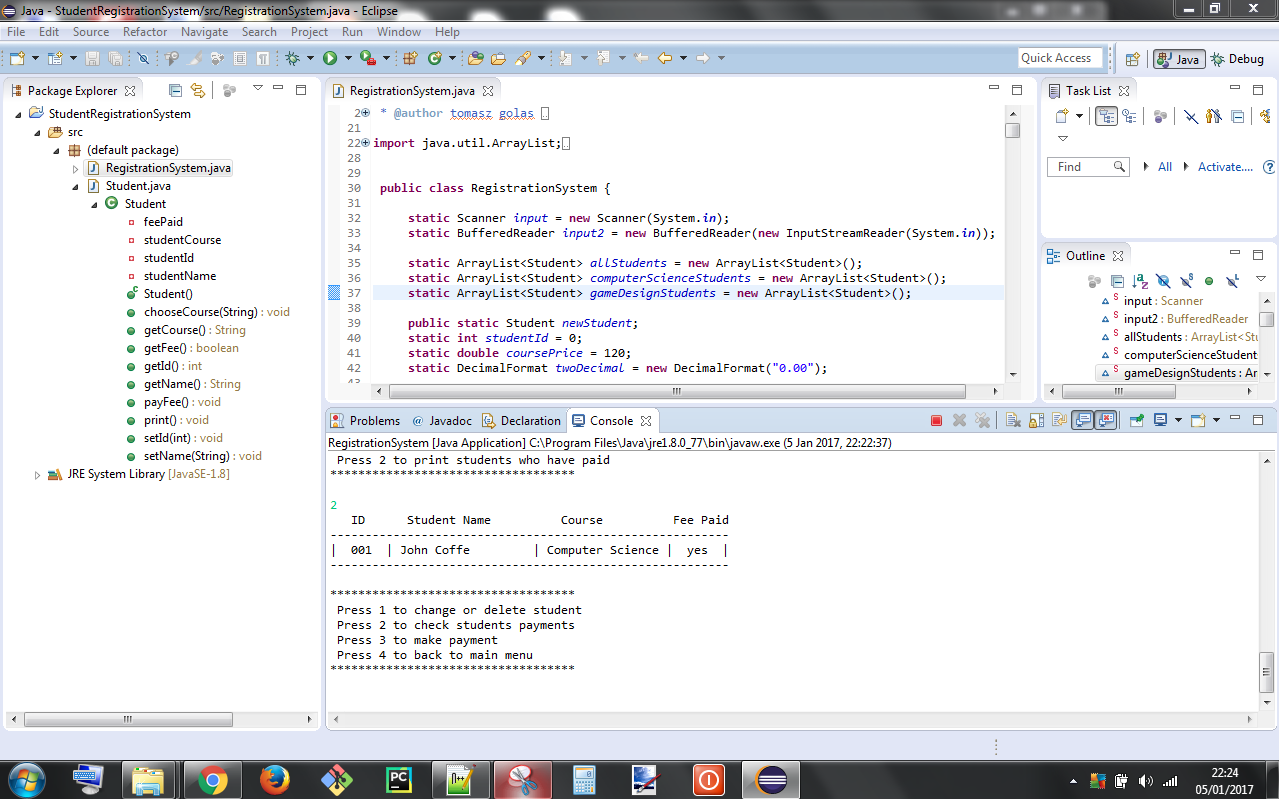 Java - StudentRegistrationSystem/src/RegistrationSystem.java - Eclipse
File Edit Source Refactor Navigate Search Project Run Window Help
Quick Access
Java
Debug
Package Explorer
StudentRegistrationSystem
src
(default package)
RegistrationSystem.java
Student.java
Student
feePaid
studentCourse
studentId
studentName
Student()
chooseCourse(String) : void
getCourse() : String
getFee() : boolean
getId() : int
getName() : String
payFee() : void
print() : void
setId(int) : void
setName(String) : void
JRE System Library [JavaSE-1.8]
RegistrationSystem.java
2 * @author tomasz golas
21
22 import java.util.ArrayList;
28
29
30 public class RegistrationSystem {
31
32 static Scanner input = new Scanner(System.in);
33 static BufferedReader input2 = new BufferedReader(new InputStreamReader(System.in));
34
35 static ArrayList<Student> allStudents = new ArrayList<Student>();
36 static ArrayList<Student> computerScienceStudents = new ArrayList<Student>();
37 static ArrayList<Student> gameDesignStudents = new ArrayList<Student>();
38
39 public static Student newStudent;
40 static int studentId = 0;
41 static double coursePrice = 120;
42 static DecimalFormat twoDecimal = new DecimalFormat("0.00");
43
Task List
Find
All
Activate....
Outline
input : Scanner
input2 : BufferedReader
allStudents : ArrayList<Stu
computerScienceStudent
gameDesignStudents : Ar
Problems @ Javadoc Declaration Console
RegistrationSystem [Java Application] C:\Program Files\Java\jre1.8.0_77\bin\javaw.exe (5 Jan 2017, 22:22:37)
Press 2 to print students who have paid
***********************************
2
ID Student Name Course Fee Paid
---------------------------------------------------------
| 001 | John Coffe | Computer Science | yes |
---------------------------------------------------------
***********************************
Press 1 to change or delete student
Press 2 to check students payments
Press 3 to make payment
Press 4 to back to main menu
***********************************
PC
n++
22:24
05/01/2017